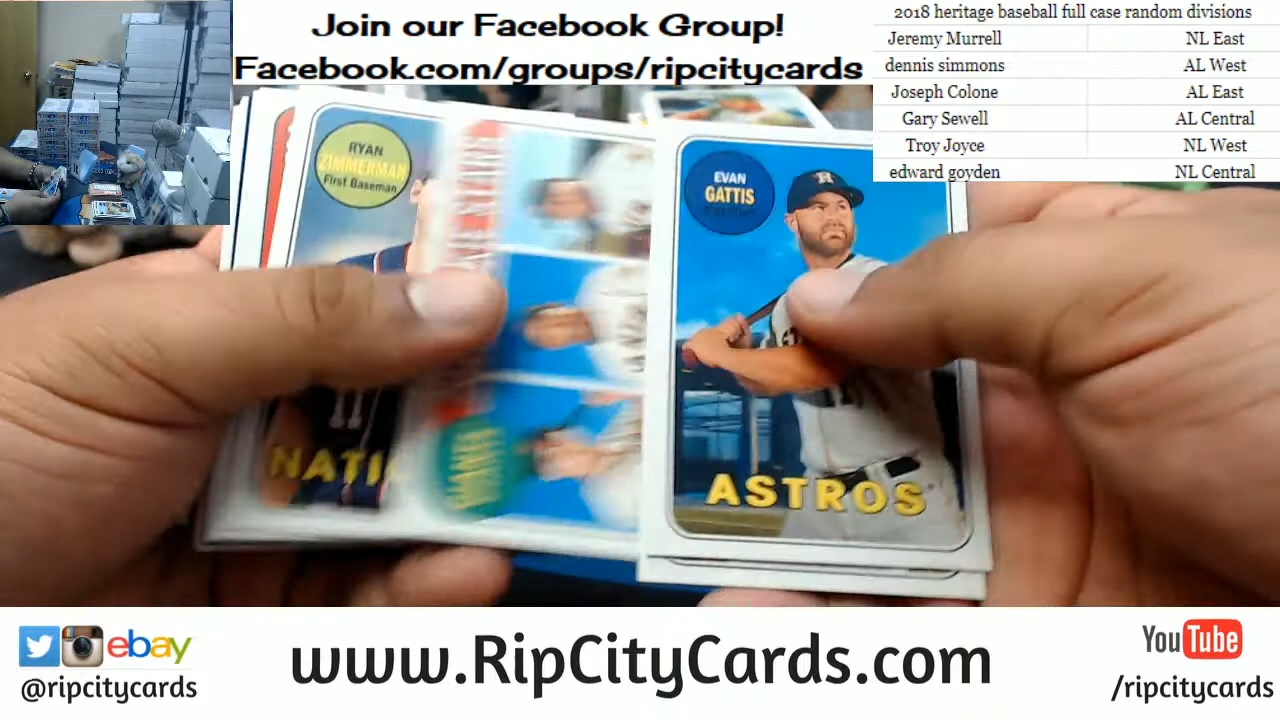 Join our Facebook Group!
Facebook.com/groups/ripcitycards
2018 heritage baseball full case random divisions
Jeremy Murrell NL East
dennis simmons AL West
Joseph Colone AL East
Gary Sewell AL Central
Troy Joyce NL West
edward goyden NL Central
RYAN
ZIMMERMAN
First Baseman
NATI
EVAN
GATTIS
ASTROS
11
ebay
@ripcitycards
www.RipCityCards.com
YouTube
/ripcitycards